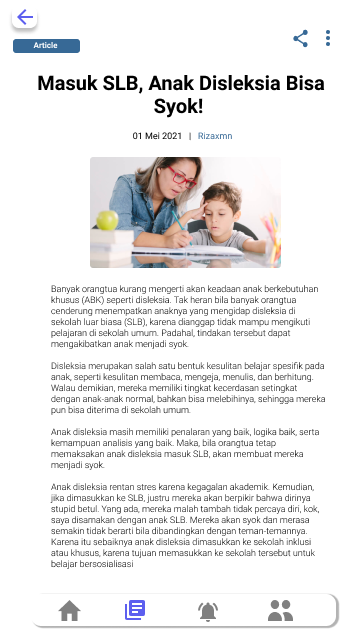 Article
Masuk SLB, Anak Disleksia Bisa
Syok!
01 Mei 2021 | Rizaxmn
Banyak orangtua kurang mengerti akan keadaan anak berkebutuhan
khusus (ABK) seperti disleksia. Tak heran bila banyak orangtua
cenderung menempatkan anaknya yang mengidap disleksia di
sekolah luar biasa (SLB), karena dianggap tidak mampu mengikuti
pelajaran di sekolah umum. Padahal, tindakan tersebut dapat
mengakibatkan anak menjadi syok.
Disleksia merupakan salah satu bentuk kesulitan belajar spesifik pada
anak, seperti kesulitan membaca, mengeja, menulis, dan berhitung.
Walau demikian, mereka memiliki tingkat kecerdasan setingkat
dengan anak-anak normal, bahkan bisa melebihinya, sehingga mereka
pun bisa diterima di sekolah umum.
Anak disleksia masih memiliki penalaran yang baik, logika baik, serta
kemampuan analisis yang baik. Maka, bila orangtua tetap
memaksakan anak disleksia masuk SLB, akan membuat mereka
menjadi syok.
Anak disleksia rentan stres karena kegagalan akademik. Kemudian,
jika dimasukkan ke SLB, justru mereka akan berpikir bahwa dirinya
stupid betul. Yang ada, mereka malah tambah tidak percaya diri, kok,
saya disamakan dengan anak SLB. Mereka akan syok dan merasa
semakin tidak berarti bila dibandingkan dengan teman-temannya.
Karena itu sebaiknya anak disleksia dimasukkan ke sekolah inklusi
atau khusus, karena tujuan memasukkan ke sekolah tersebut untuk
belajar bersosialisasi